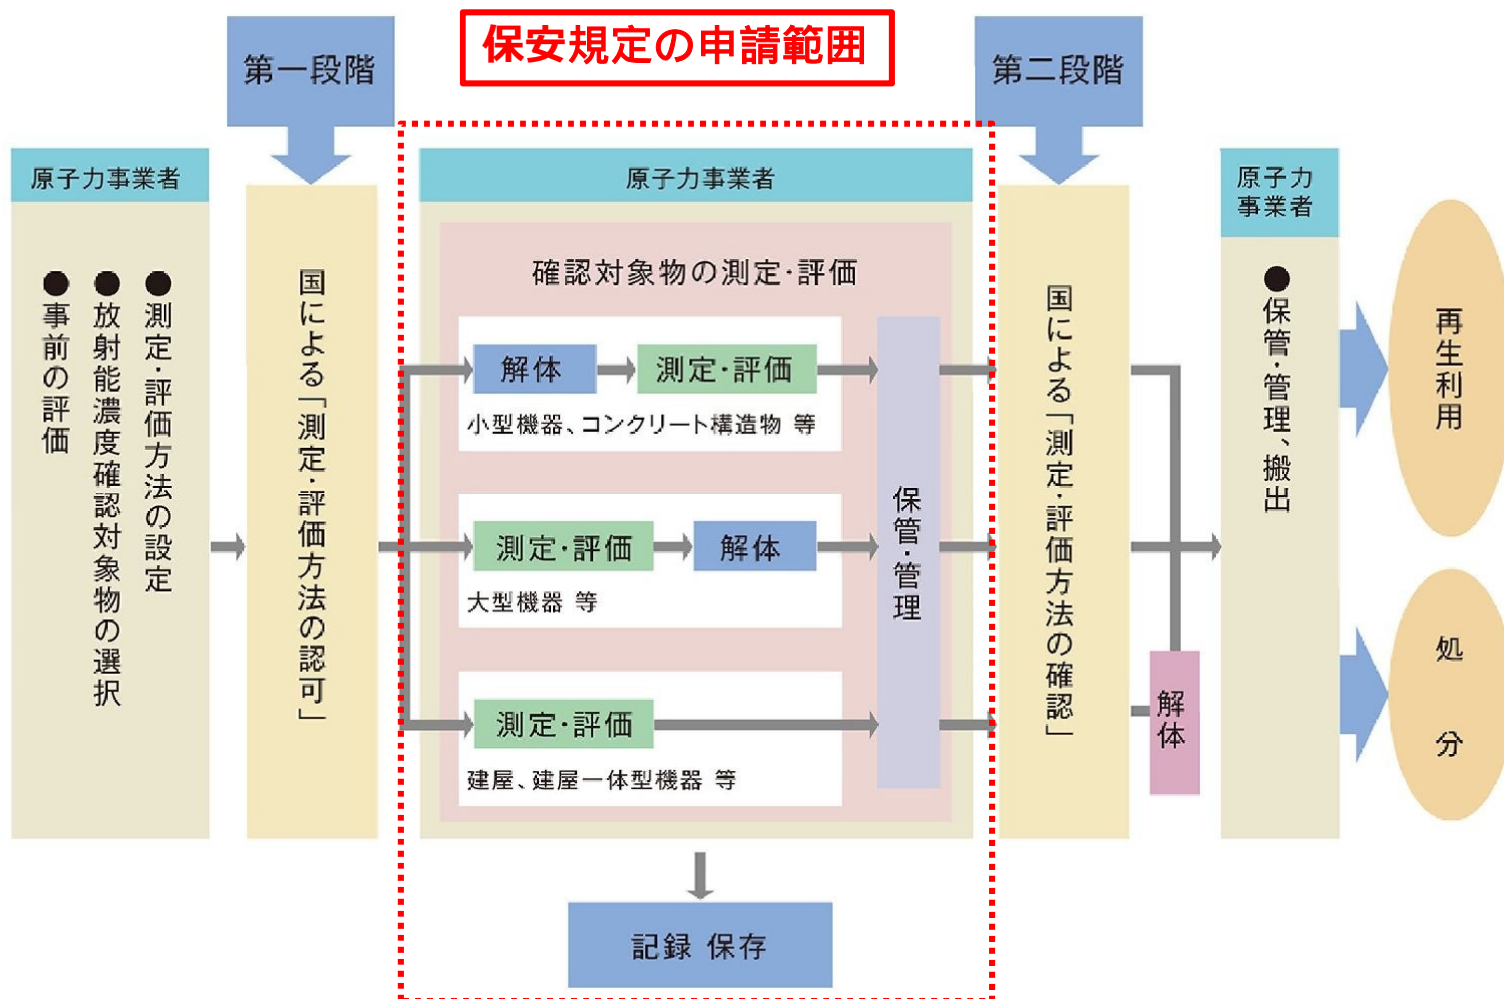 保安規定の申請範囲
第一段階
第二段階
原子力事業者
●測定・評価方法の設定
●放射能濃度確認対象物の選択
●事前の評価
国による「測定・評価方法の認可」
原子力事業者
確認対象物の測定・評価
解体
測定・評価
小型機器、コンクリート構造物 等
測定・評価
解体
大型機器 等
測定・評価
建屋、建屋一体型機器 等
保管・管理
記録 保存
国による「測定・評価方法の確認」
解体
原子力
事業者
●保管・管理、搬出
再生利用
処分